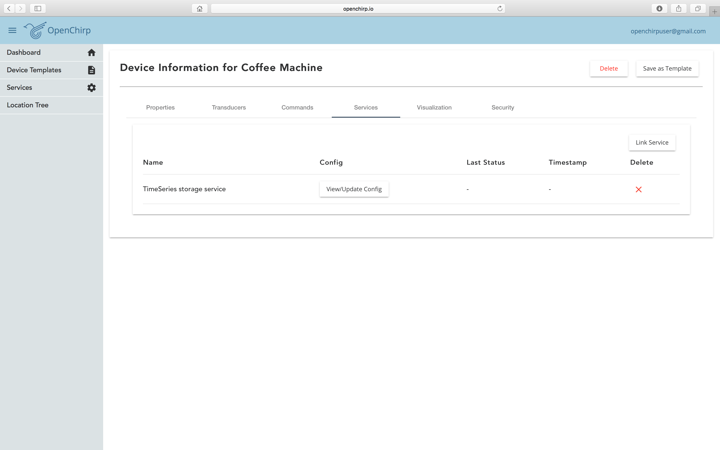 openchirp.io
OpenChirp
openchirpuser@gmail.com
Dashboard
Device Templates
Services
Location Tree
Device Information for Coffee Machine
Delete
Save as Template
Properties
Transducers
Commands
Services
Visualization
Security
Link Service
Name
Config
Last Status
Timestamp
Delete
TimeSeries storage service
View/Update Config
-
-